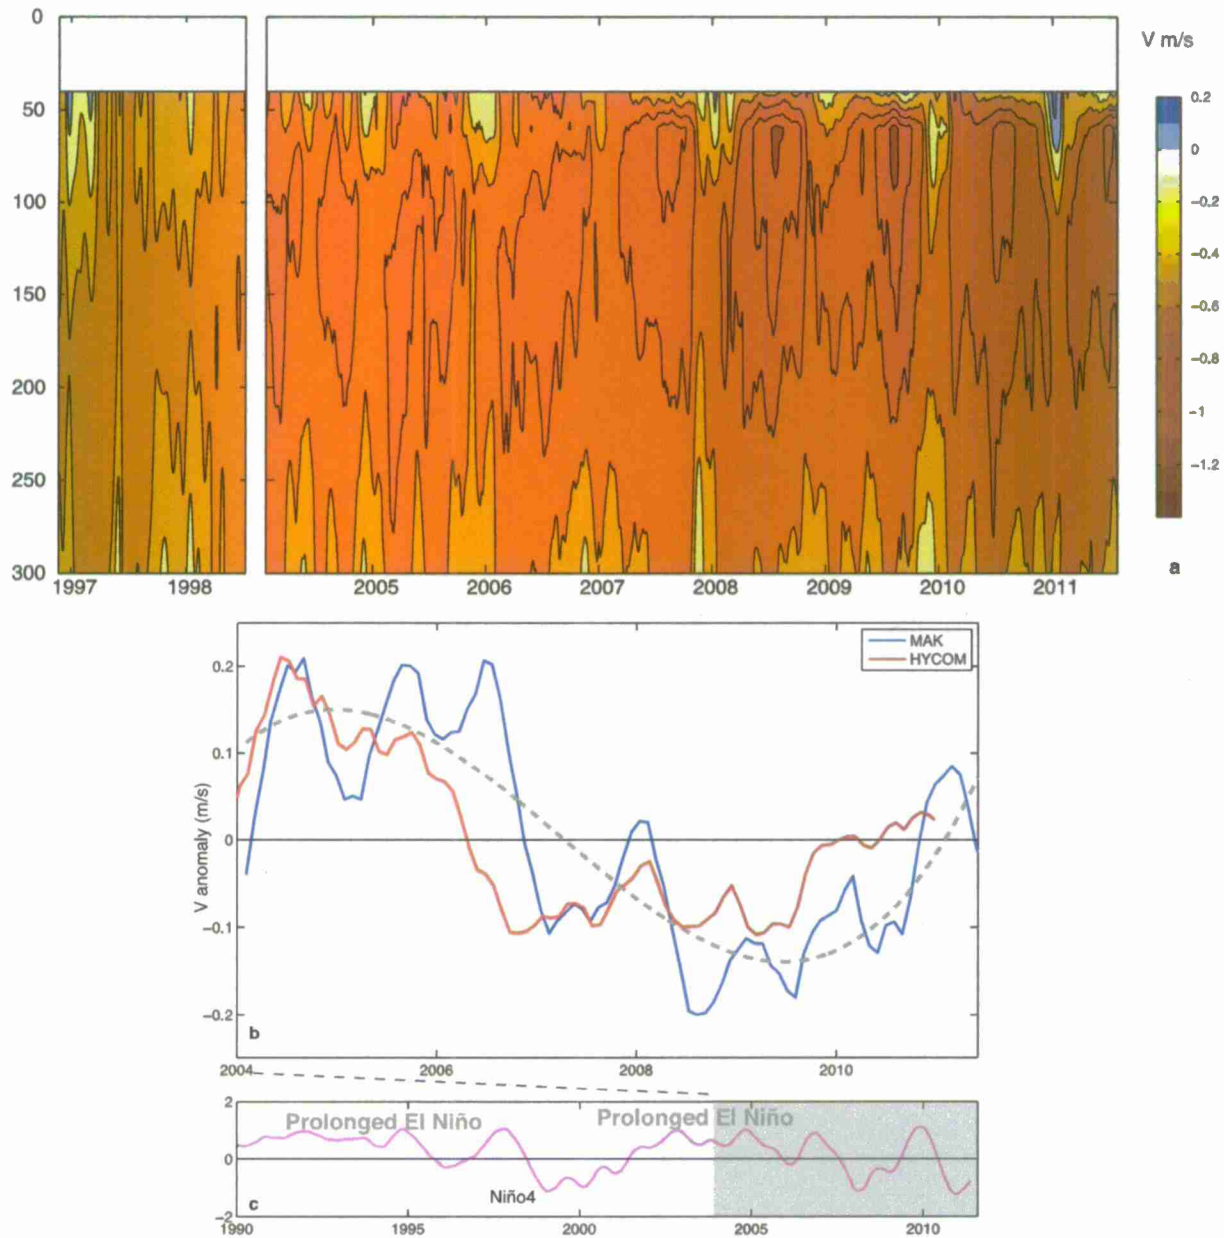 0
50
100
150
200
250
300
1997 1998 2005 2006 2007 2008 2009 2010 2011
V m/s
0.2
0
−0.2
−0.4
−0.6
−0.8
−1
−1.2
a
MAK
HYCOM
V anomaly (m/s)
0.2
0.1
0
−0.1
−0.2
b
2004 2006 2008 2010
2
0
−2
Prolonged El Niño Prolonged El Niño
Niño4
c
1990 1995 2000 2005 2010